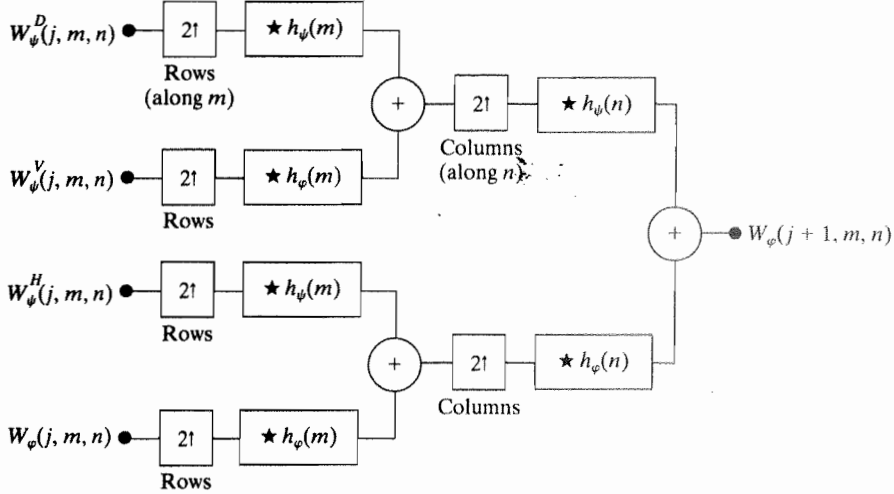 W_ψ^D(j, m, n)
2↑
★ h_ψ(m)
Rows
(along m)
+
2↑
★ h_ψ(n)
Columns
(along n)
W_ψ^V(j, m, n)
2↑
★ h_φ(m)
Rows
+
W_φ(j + 1, m, n)
W_ψ^H(j, m, n)
2↑
★ h_ψ(m)
Rows
+
2↑
★ h_φ(n)
Columns
W_φ(j, m, n)
2↑
★ h_φ(m)
Rows